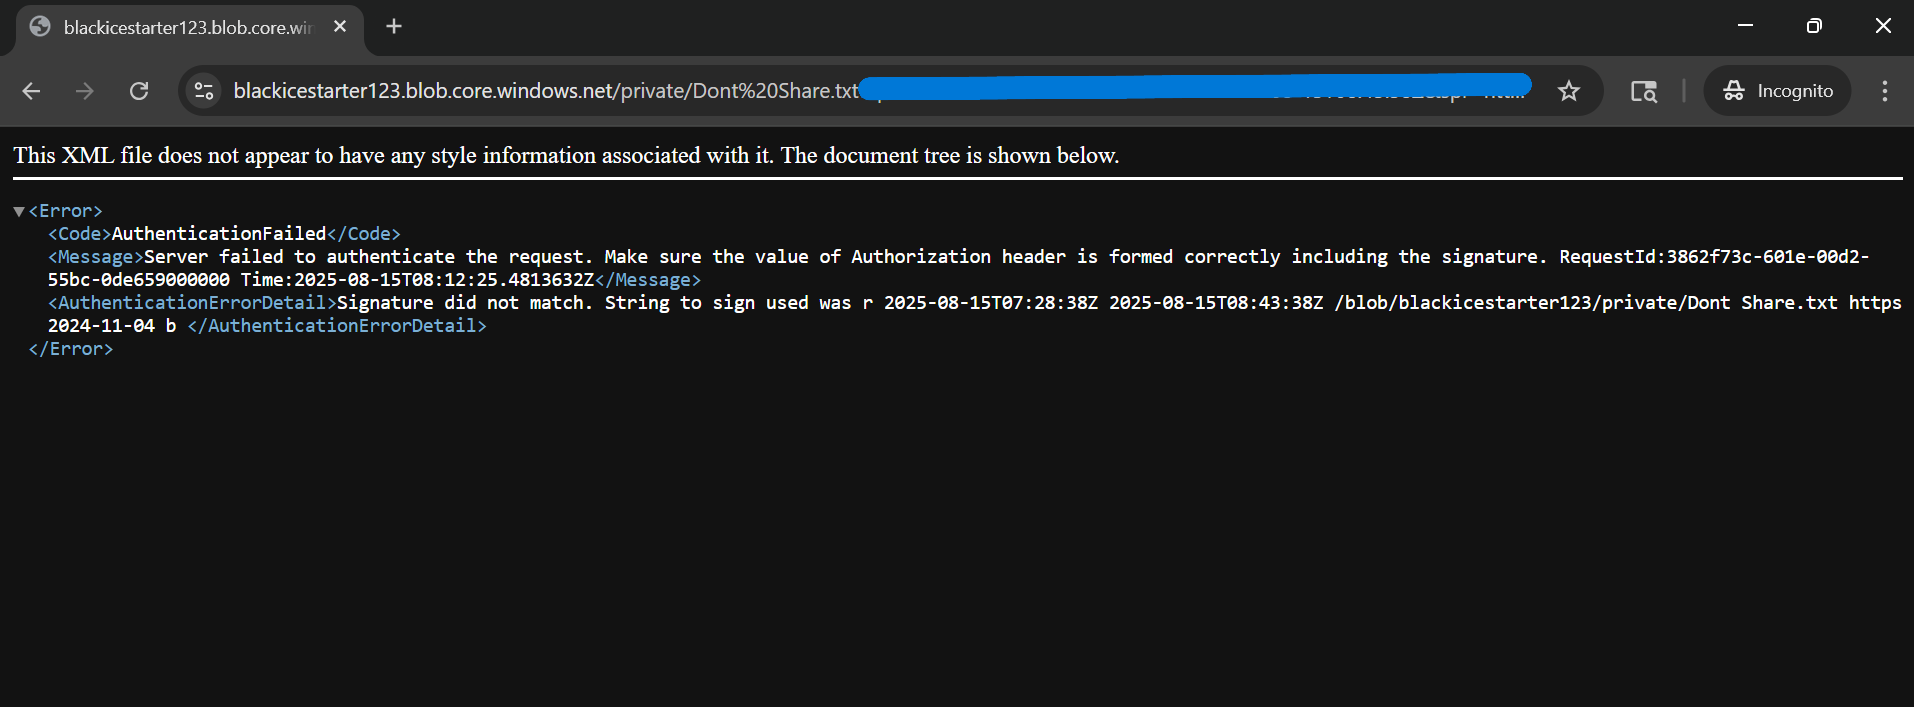 blackicestarter123.blob.core.wi
blackicestarter123.blob.core.windows.net/private/Dont%20Share.txt
Incognito
This XML file does not appear to have any style information associated with it. The document tree is shown below.
▼<Error>
<Code>AuthenticationFailed</Code>
<Message>Server failed to authenticate the request. Make sure the value of Authorization header is formed correctly including the signature. RequestId:3862f73c-601e-00d2-
55bc-0de659000000 Time:2025-08-15T08:12:25.4813632Z</Message>
<AuthenticationErrorDetail>Signature did not match. String to sign used was r 2025-08-15T07:28:38Z 2025-08-15T08:43:38Z /blob/blackicestarter123/private/Dont Share.txt https
2024-11-04 b </AuthenticationErrorDetail>
</Error>